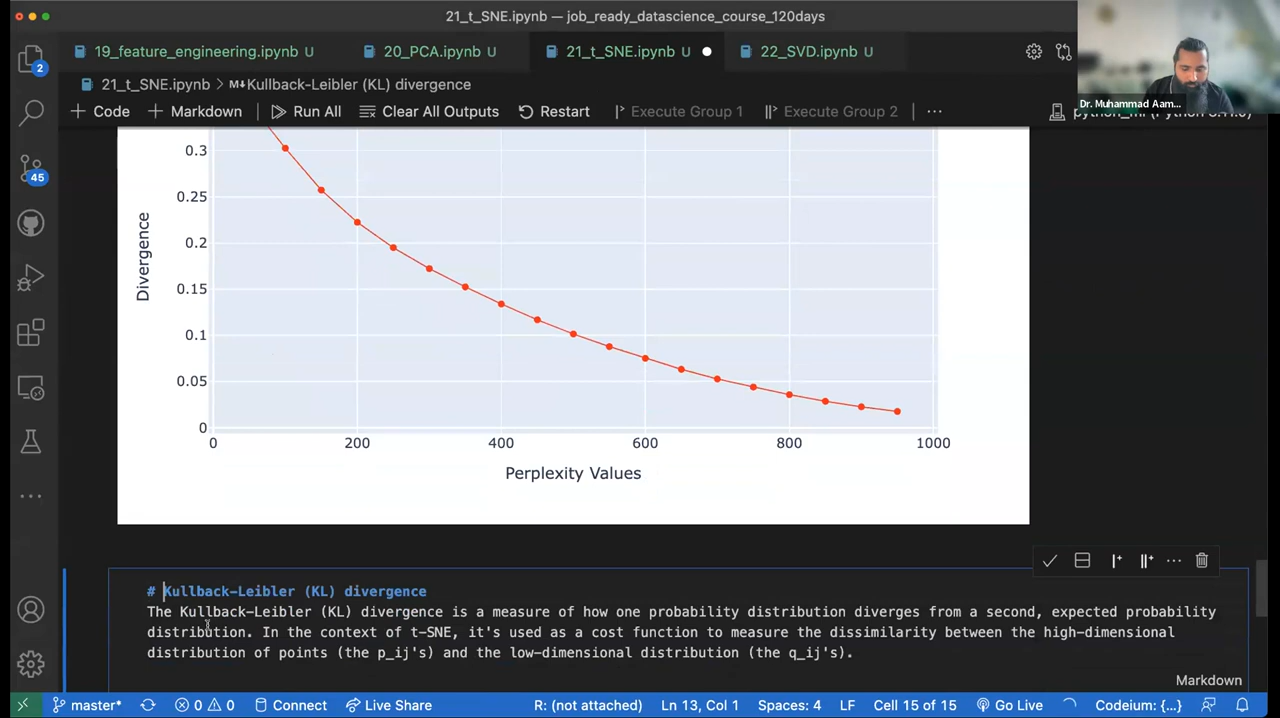 21_t_SNE.ipynb — job_ready_datascience_course_120days
19_feature_engineering.ipynb U
20_PCA.ipynb U
21_t_SNE.ipynb U
22_SVD.ipynb U
21_t_SNE.ipynb > M Kullback-Leibler (KL) divergence
Dr. Muhammad Aam...
+ Code + Markdown Run All Clear All Outputs Restart Execute Group 1 Execute Group 2 ...
2
45
0.3
0.25
0.2
0.15
0.1
0.05
0
Divergence
0 200 400 600 800 1000
Perplexity Values
# Kullback-Leibler (KL) divergence
The Kullback-Leibler (KL) divergence is a measure of how one probability distribution diverges from a second, expected probability
distribution. In the context of t-SNE, it's used as a cost function to measure the dissimilarity between the high-dimensional
distribution of points (the p_ij's) and the low-dimensional distribution (the q_ij's).
Markdown
master* 0 0 Connect Live Share R: (not attached) Ln 13, Col 1 Spaces: 4 LF Cell 15 of 15 Go Live Codeium: {...}